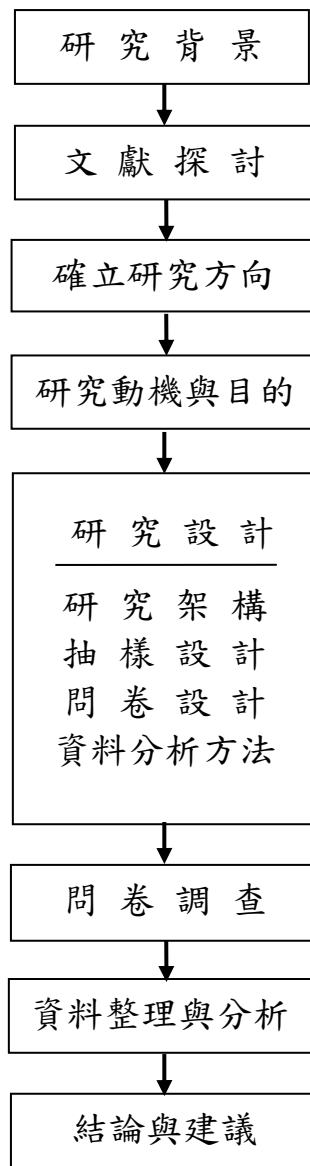 研究背景
文獻探討
確立研究方向
研究動機與目的
研究設計
研究架構
抽樣設計
問卷設計
資料分析方法
問卷調查
資料整理與分析
結論與建議